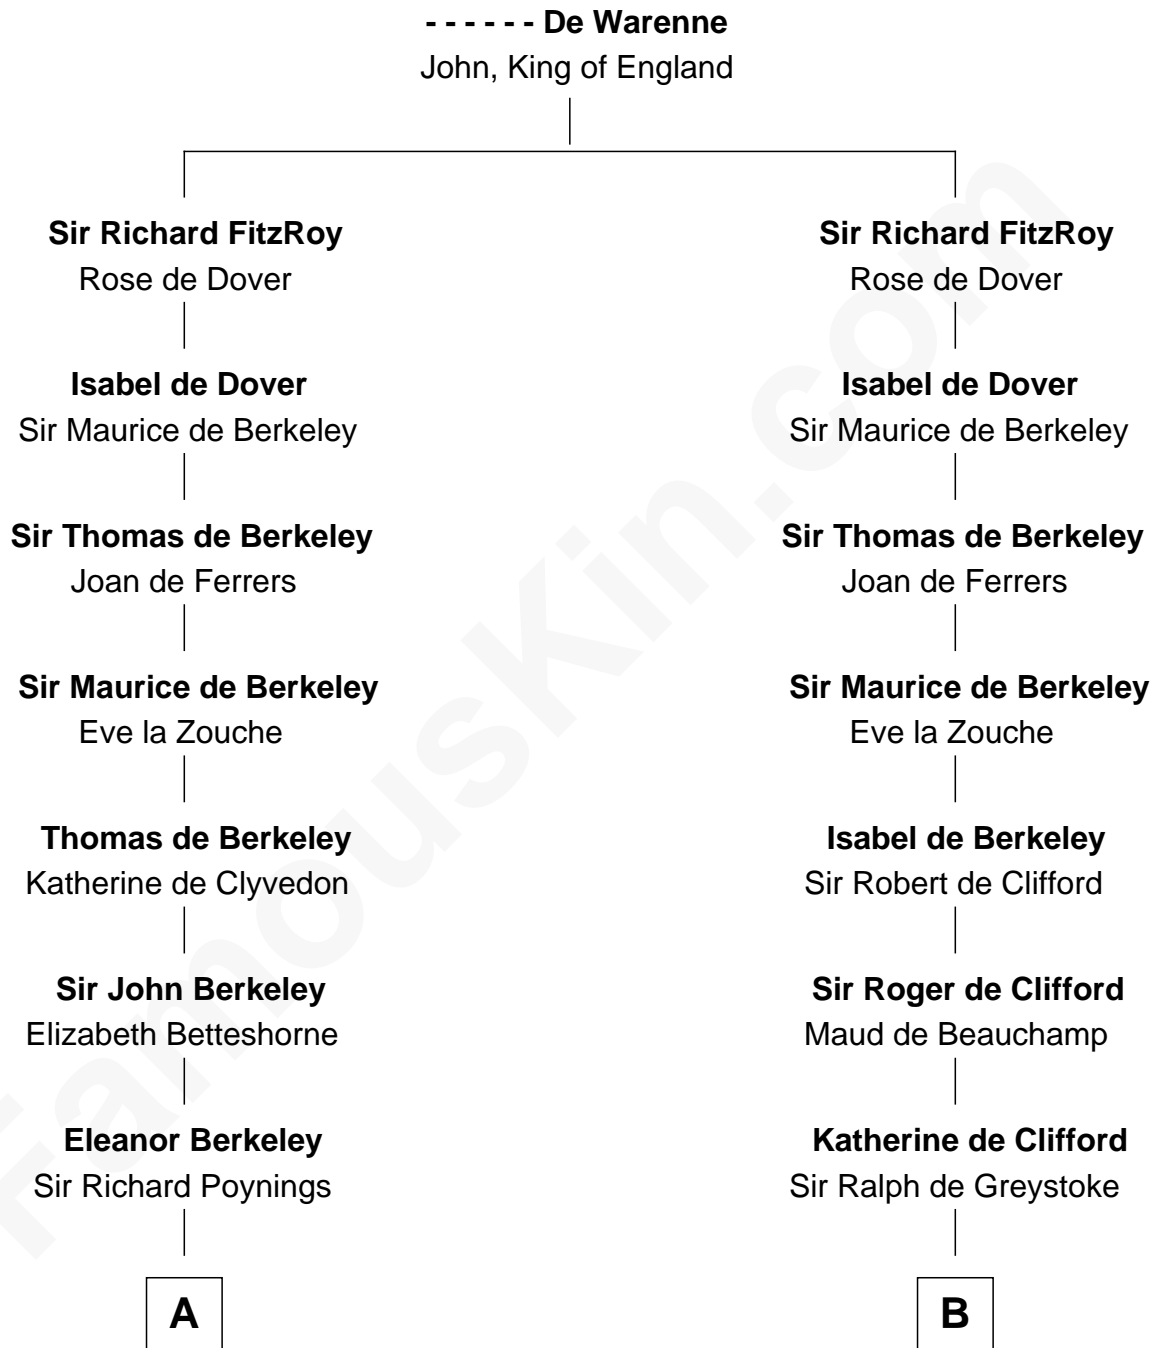 - - - - - - De Warenne
John, King of England
Sir Richard FitzRoy
Rose de Dover
Isabel de Dover
Sir Maurice de Berkeley
Sir Thomas de Berkeley
Joan de Ferrers
Sir Maurice de Berkeley
Eve la Zouche
Thomas de Berkeley
Katherine de Clyvedon
Sir John Berkeley
Elizabeth Betteshorne
Eleanor Berkeley
Sir Richard Poynings
A
Sir Richard FitzRoy
Rose de Dover
Isabel de Dover
Sir Maurice de Berkeley
Sir Thomas de Berkeley
Joan de Ferrers
Sir Maurice de Berkeley
Eve la Zouche
Isabel de Berkeley
Sir Robert de Clifford
Sir Roger de Clifford
Maud de Beauchamp
Katherine de Clifford
Sir Ralph de Greystoke
B
FamousKin.com